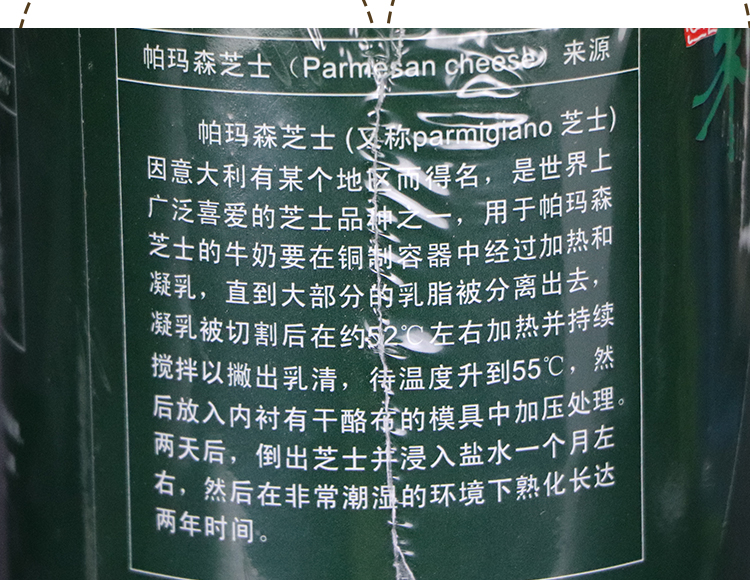 帕玛森芝士（Parmesan cheese）来源
帕玛森芝士(又称parmigiano 芝士)
因意大利有某个地区而得名，是世界上
广泛喜爱的芝士品种之一，用于帕玛森
芝士的牛奶要在铜制容器中经过加热和
凝乳，直到大部分的乳脂被分离出去，
凝乳被切割后在约52℃左右加热并持续
搅拌以撇出乳清，待温度升到55℃，然
后放入内衬有干酪布的模具中加压处理。
两天后，倒出芝士并浸入盐水一个月左
右，然后在非常潮湿的环境下熟化长达
两年时间。